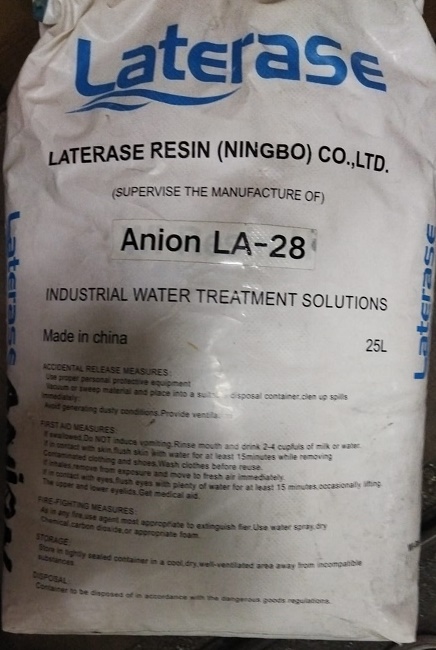 Laterase
LATERASE RESIN (NINGBO) CO.,LTD.
(SUPERVISE THE MANUFACTURE OF)
Anion LA-28
INDUSTRIAL WATER TREATMENT SOLUTIONS
Made in china
25L
ACCIDENTAL RELEASE MEASURES:
Use proper personal protective equipment
Vacuum or sweep material and place into a disposal container,clen up spills
Immediately:
Avoid generating dusty conditions.Provide
FIRST AID MEASURES:
If swallowed,Do NOT induce vomiting.Rinse mouth and drink 2-4 cupfuls of milk or water.
If in contact with skin,flush skin with water for at least 15minutes while removing
Contaminated clothing and shoes.Wash clothes before reuse.
If inhales,remove from exposure and move to fresh air immediately.
If in contact with eyes,flush eyes with plenty of water for at least 15 minutes,occasionally lifting.
The upper and lower eyelids.Get medical aid.
FIRE-FIGHTING MEASURES:
As in any fire,use agent most appropriate to extinguish fier.Use water spray,dry
Chemical,carbon dioxide,or appropriate foam.
STORAGE:
Store in tightly sealed container in a cool,dry,well-ventilated area away from incompatible
substances.
DISPOSAL:
Container to be disposed of in accordance with the dangerous goods regulations.
Laterase
Laterase